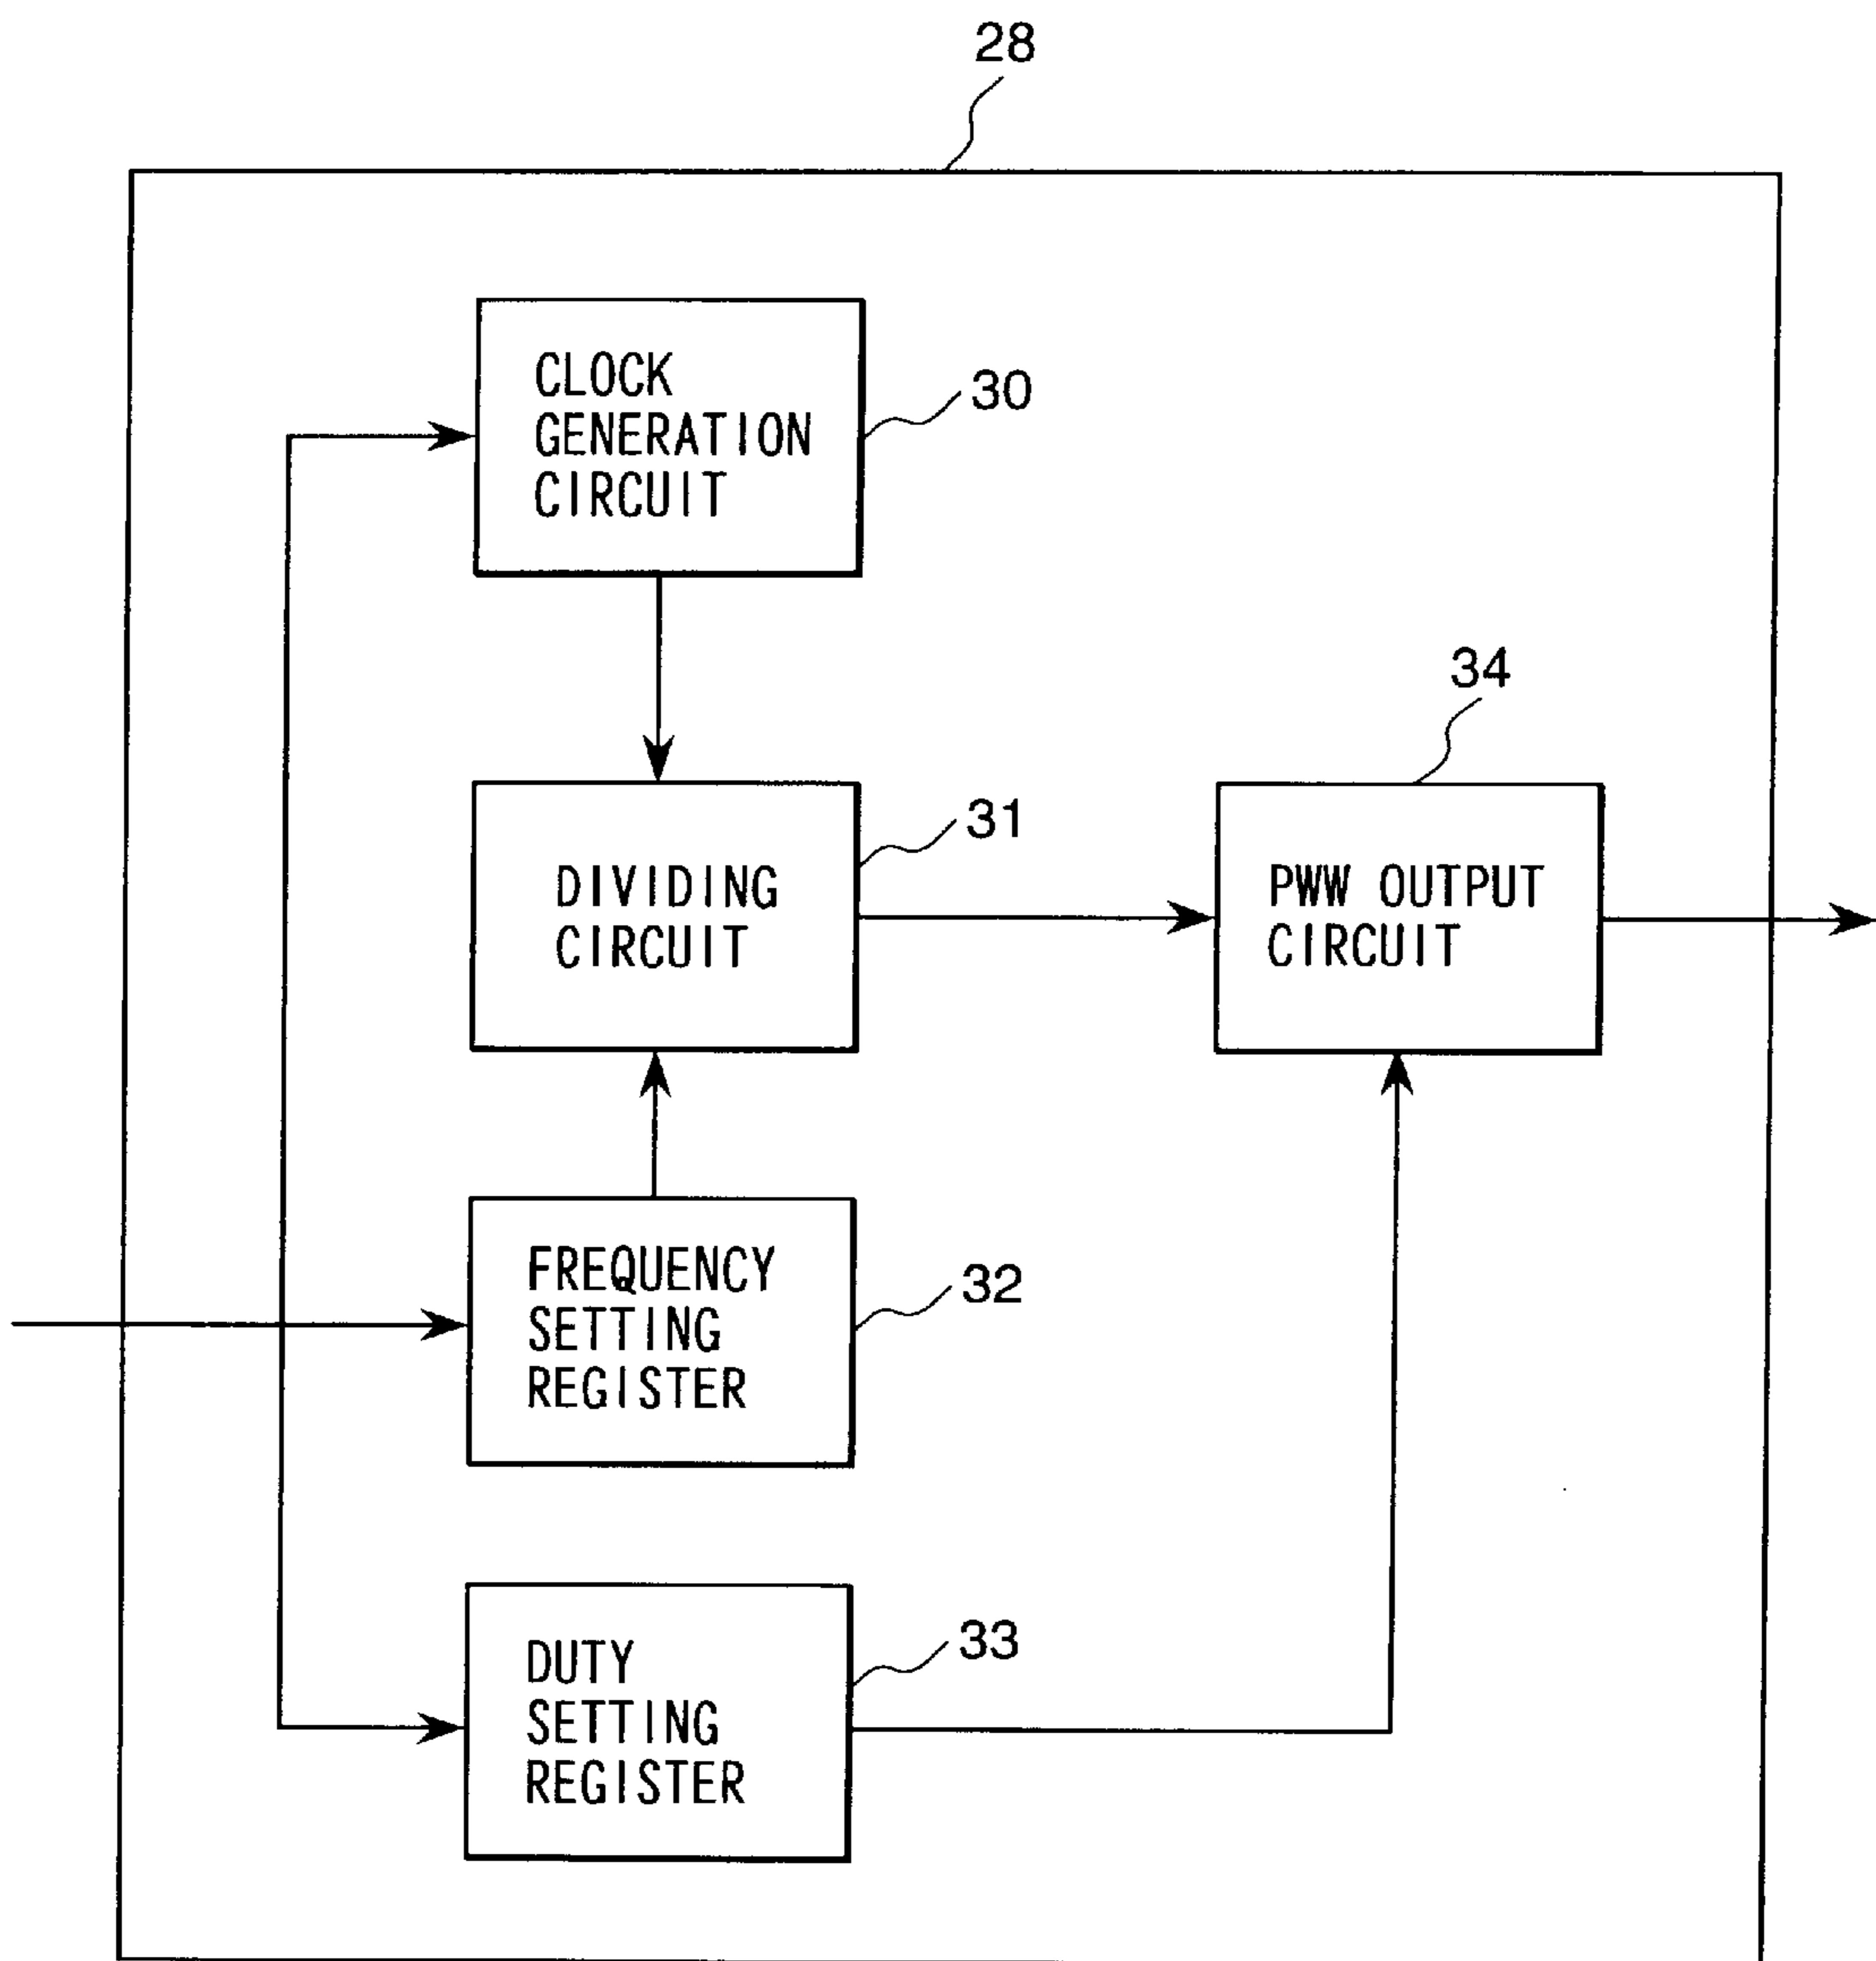 28
CLOCK
GENERATION
CIRCUIT
30
DIVIDING
CIRCUIT
31
34
PWW OUTPUT
CIRCUIT
FREQUENCY
SETTING
REGISTER
32
DUTY
SETTING
REGISTER
33